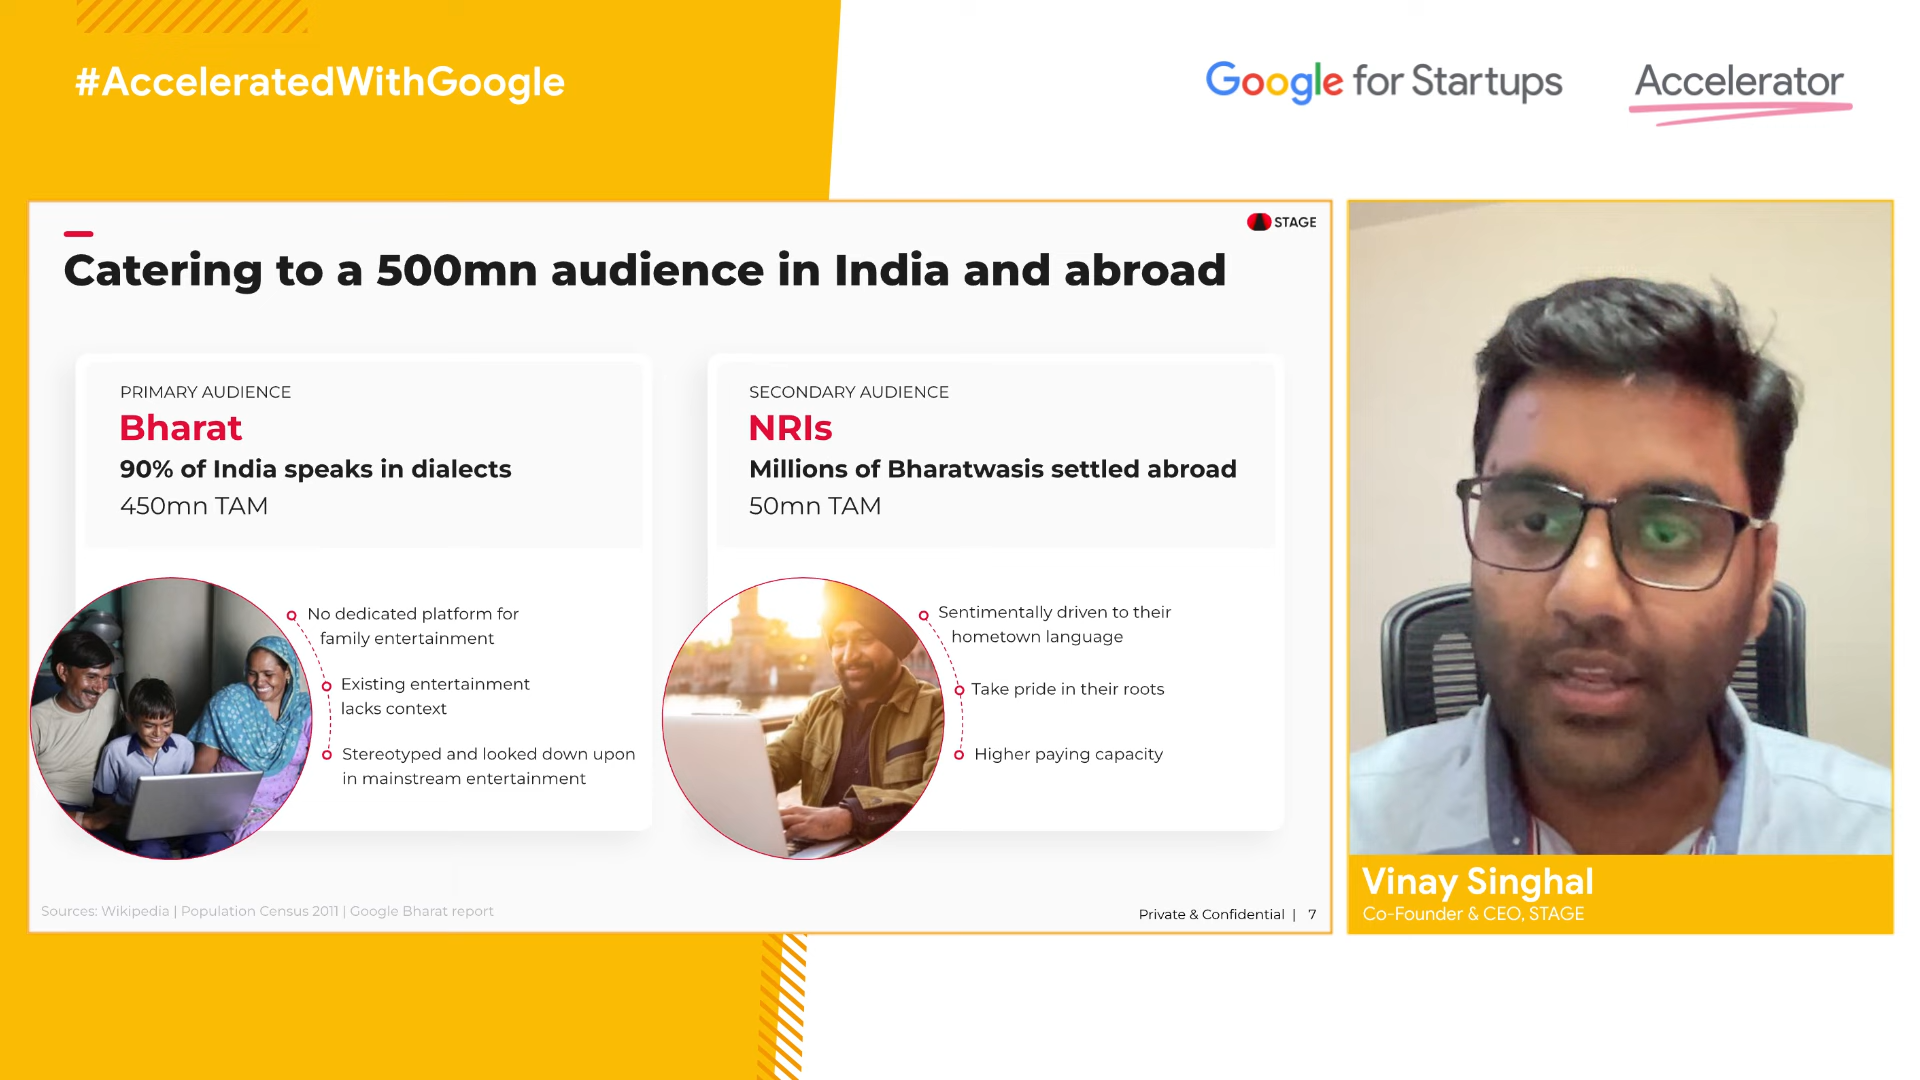 #AcceleratedWithGoogle
Google for Startups Accelerator
STAGE
Catering to a 500mn audience in India and abroad
PRIMARY AUDIENCE
Bharat
90% of India speaks in dialects
450mn TAM
No dedicated platform for
family entertainment
Existing entertainment
lacks context
Stereotyped and looked down upon
in mainstream entertainment
SECONDARY AUDIENCE
NRIs
Millions of Bharatwasis settled abroad
50mn TAM
Sentimentally driven to their
hometown language
Take pride in their roots
Higher paying capacity
Sources: Wikipedia | Population Census 2011 | Google Bharat report
Private & Confidential | 7
Vinay Singhal
Co-Founder & CEO, STAGE